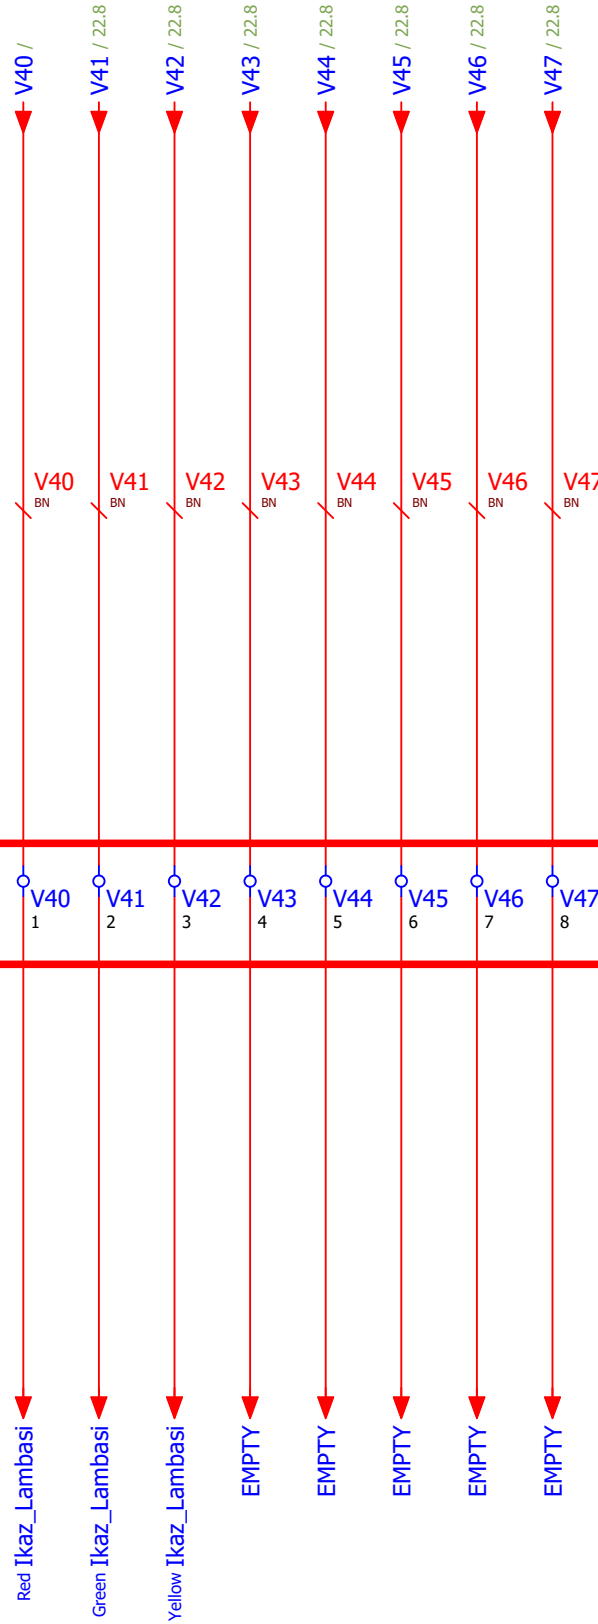 V40 /
V41 / 22.8
V42 / 22.8
V43 / 22.8
V44 / 22.8
V45 / 22.8
V46 / 22.8
V47 / 22.8
V40
BN
V41
BN
V42
BN
V43
BN
V44
BN
V45
BN
V46
BN
V47
BN
V40
1
V41
2
V42
3
V43
4
V44
5
V45
6
V46
7
V47
8
Red Ikaz_Lambasi
Green Ikaz_Lambasi
Yellow Ikaz_Lambasi
EMPTY
EMPTY
EMPTY
EMPTY
EMPTY